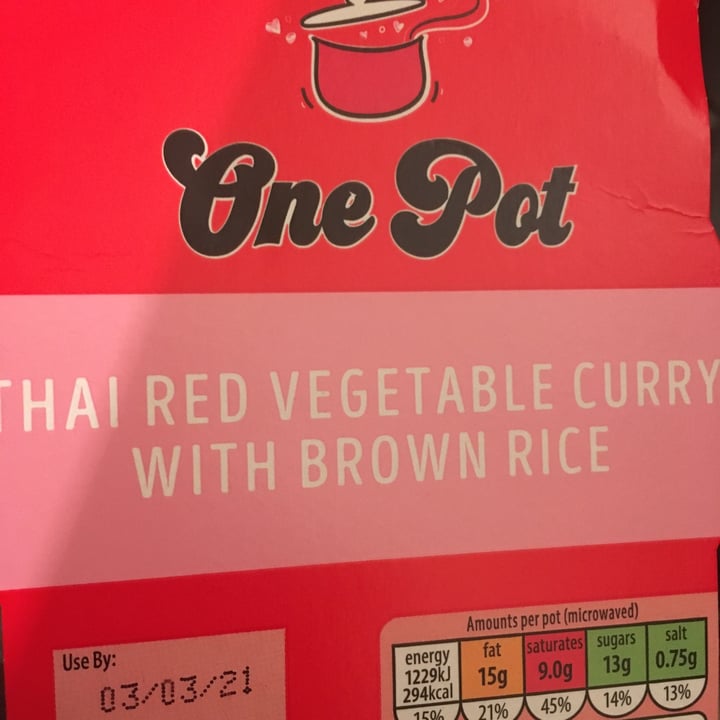 One Pot
THAI RED VEGETABLE CURRY
WITH BROWN RICE
Use By:
03/03/21
Amounts per pot (microwaved)
energy fat saturates sugars salt
1229kJ 15g 9.0g 13g 0.75g
294kcal
15% 21% 45% 14% 13%